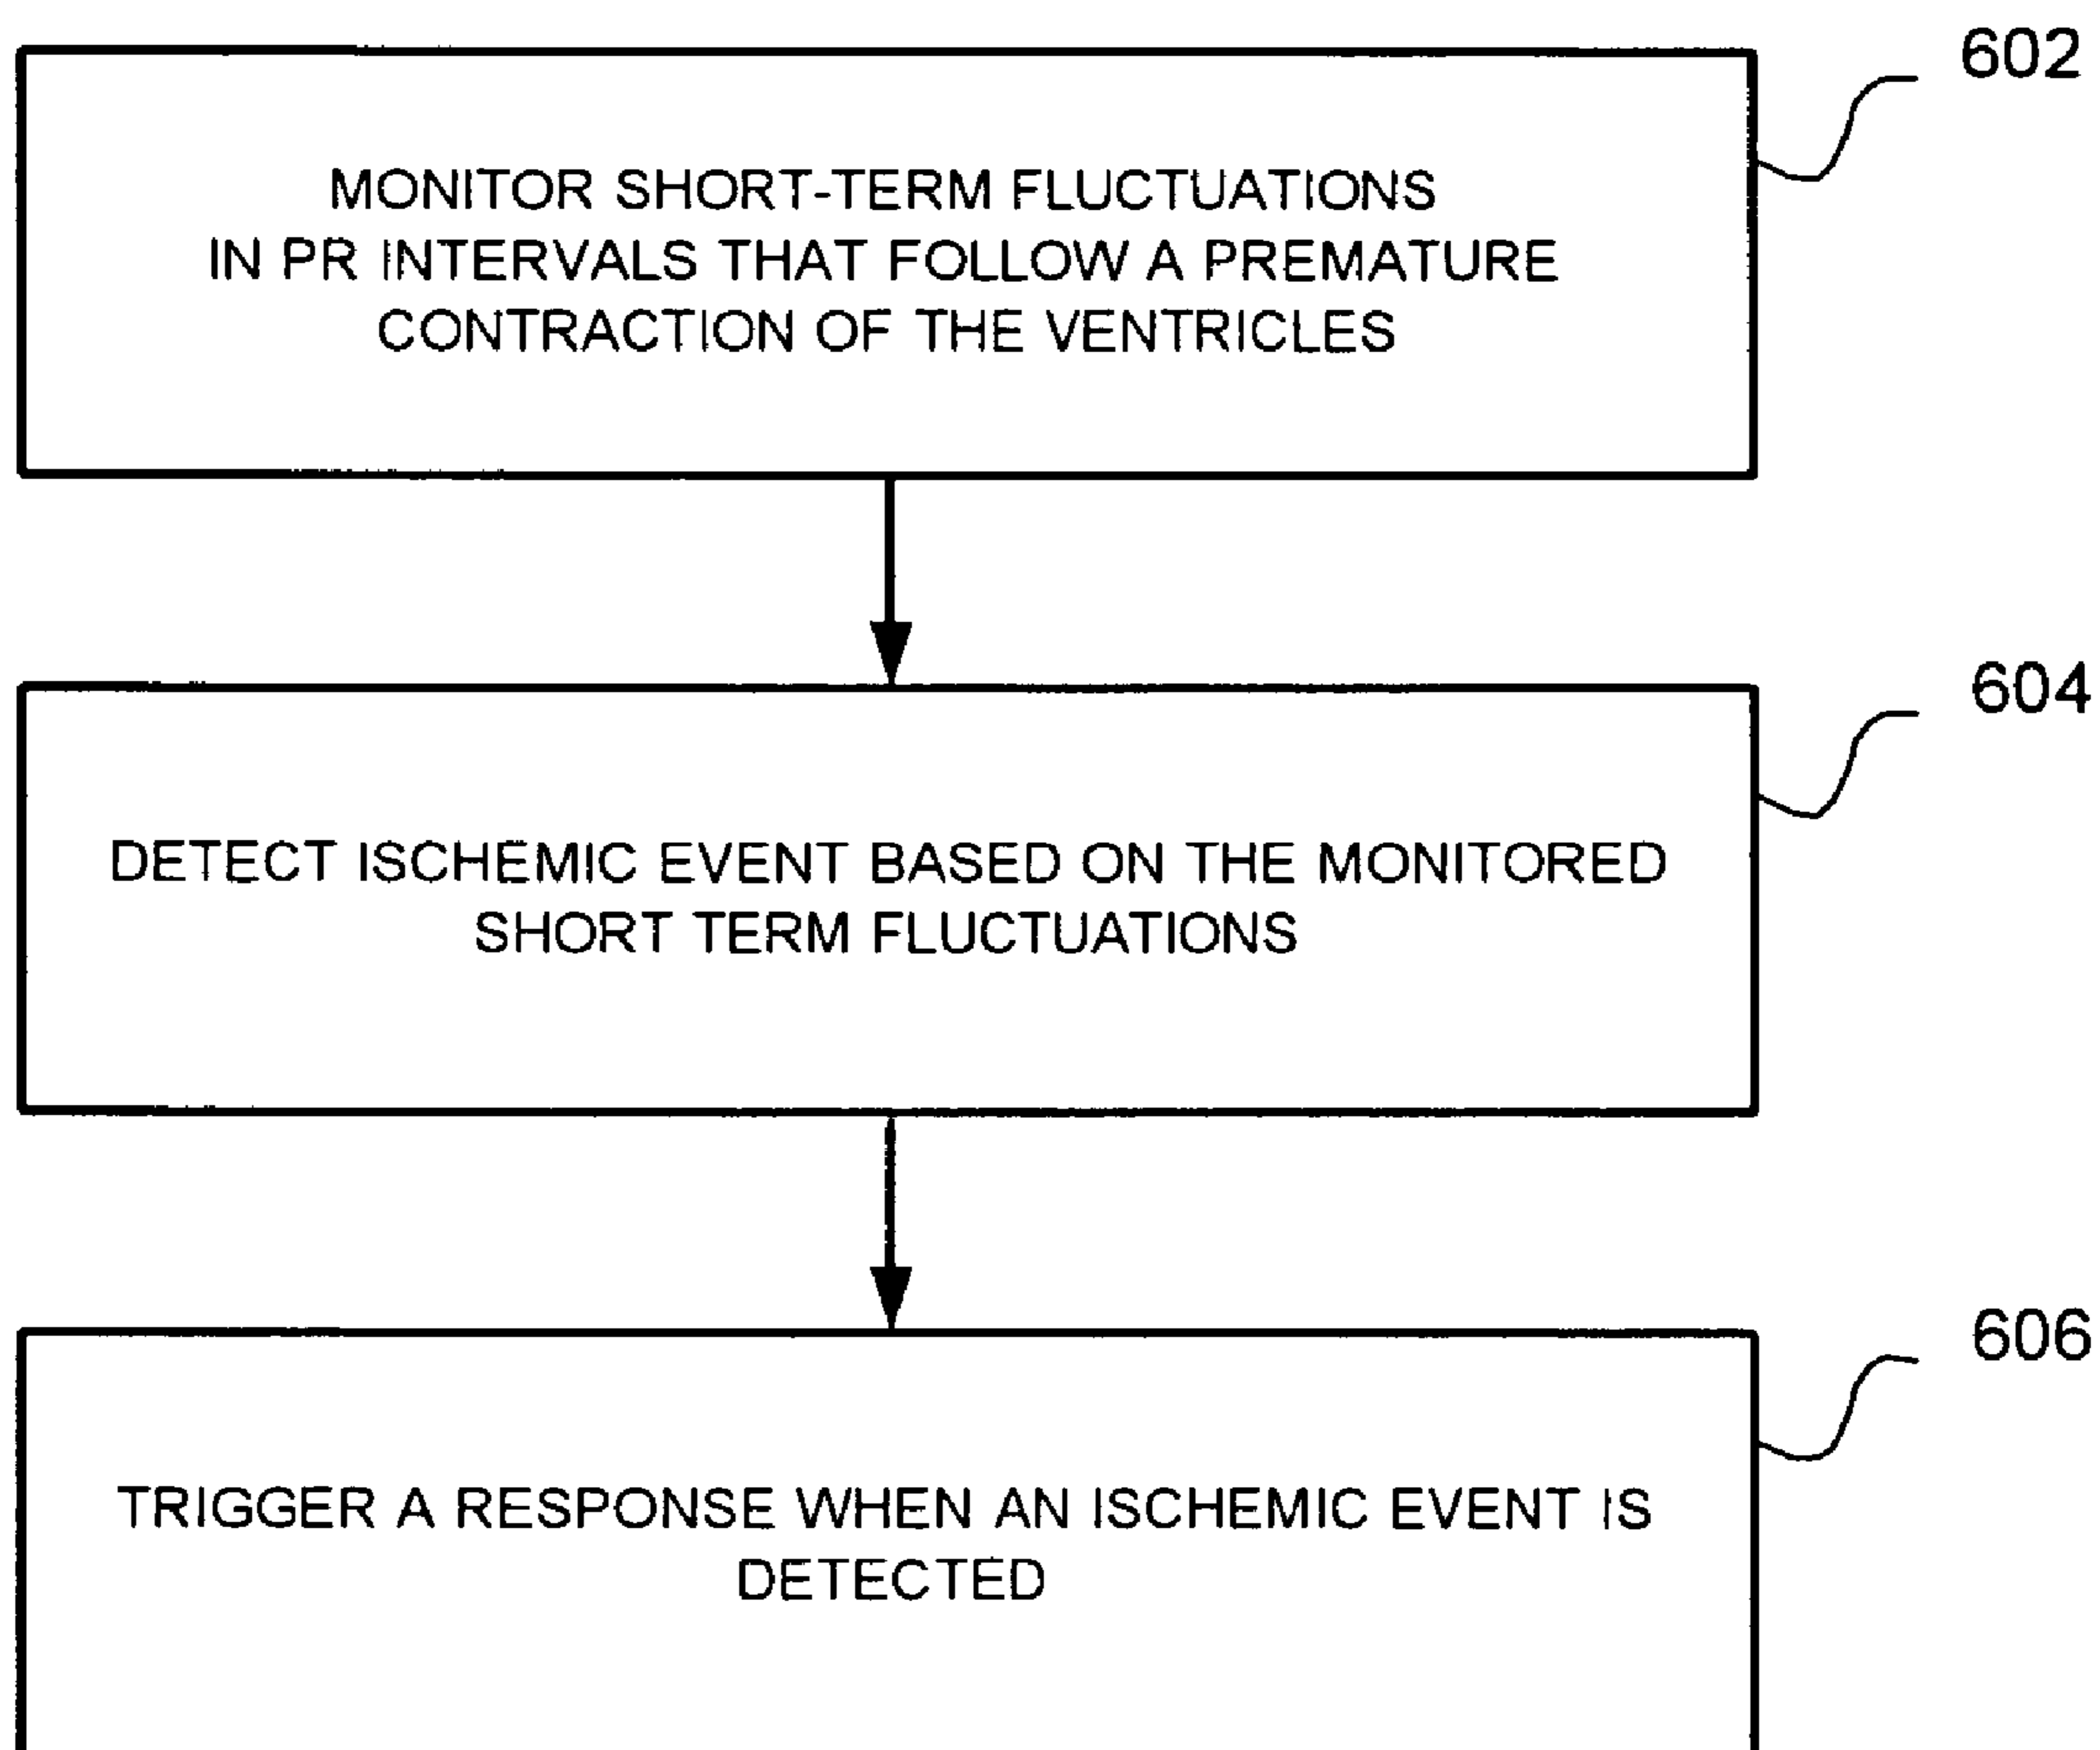 602
MONITOR SHORT-TERM FLUCTUATIONS
IN PR INTERVALS THAT FOLLOW A PREMATURE
CONTRACTION OF THE VENTRICLES
604
DETECT ISCHEMIC EVENT BASED ON THE MONITORED
SHORT TERM FLUCTUATIONS
606
TRIGGER A RESPONSE WHEN AN ISCHEMIC EVENT IS
DETECTED